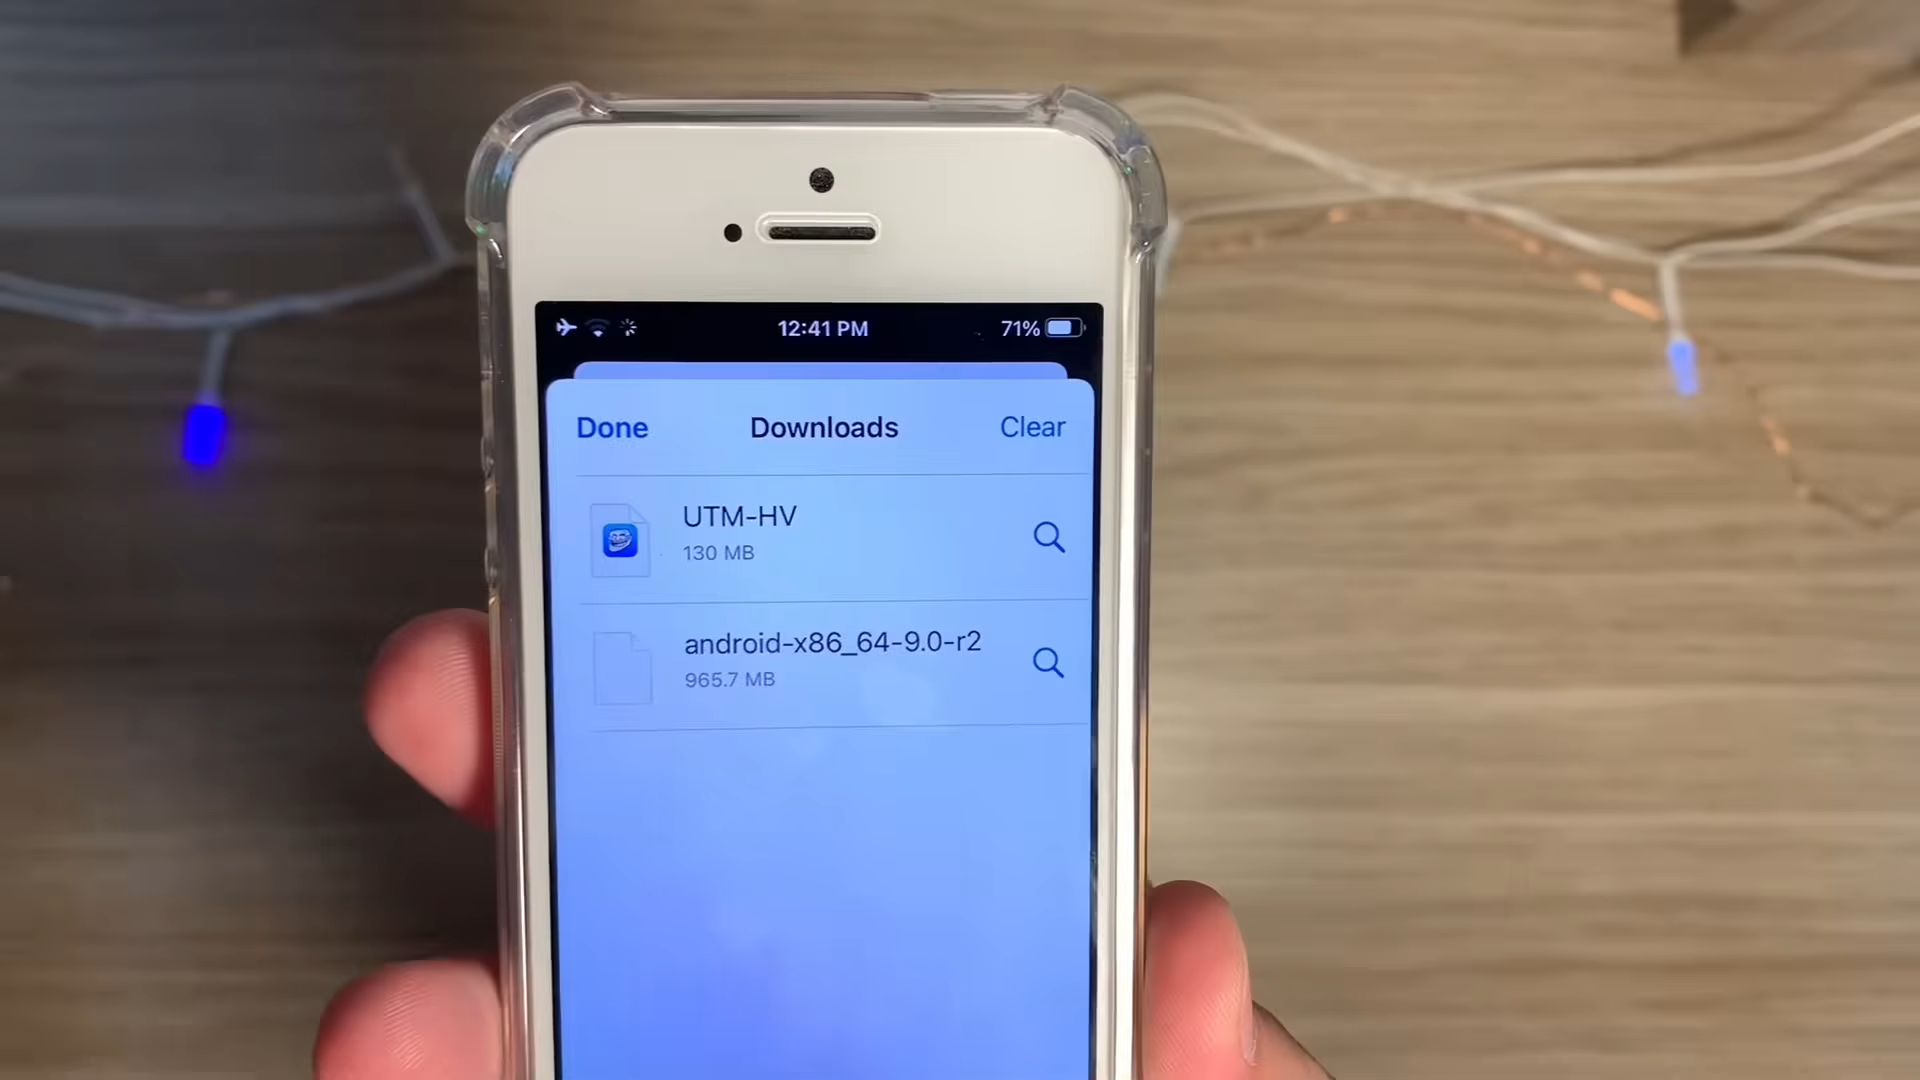 12:41 PM
71%
Done
Downloads
Clear
UTM-HV
130 MB
android-x86_64-9.0-r2
965.7 MB